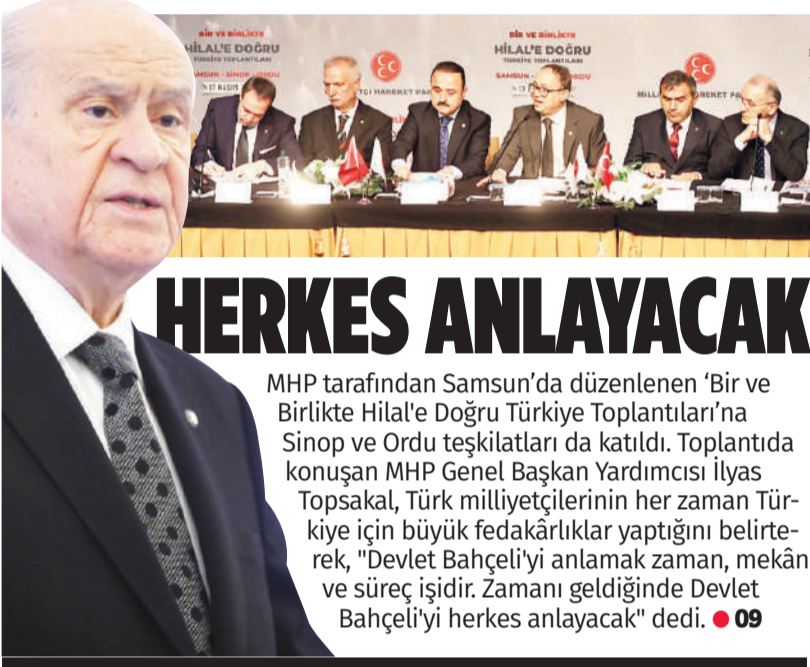 BİR VE BİRLİKTE
HİLAL'E DOĞRU
TÜRKİYE TOPLANTILARI
SAMSUN - SİNOP - ORDU
BİR VE BİRLİKTE
HİLAL'E DOĞRU
TÜRKİYE TOPLANTILARI
HERKES ANLAYACAK
MHP tarafından Samsun’da düzenlenen ‘Bir ve
Birlikte Hilal'e Doğru Türkiye Toplantıları’na
Sinop ve Ordu teşkilatları da katıldı. Toplantıda
konuşan MHP Genel Başkan Yardımcısı İlyas
Topsakal, Türk milliyetçilerinin her zaman Tür-
kiye için büyük fedakârlıklar yaptığını belirte-
rek, "Devlet Bahçeli'yi anlamak zaman, mekân
ve süreç işidir. Zamanı geldiğinde Devlet
Bahçeli'yi herkes anlayacak" dedi. ● 09